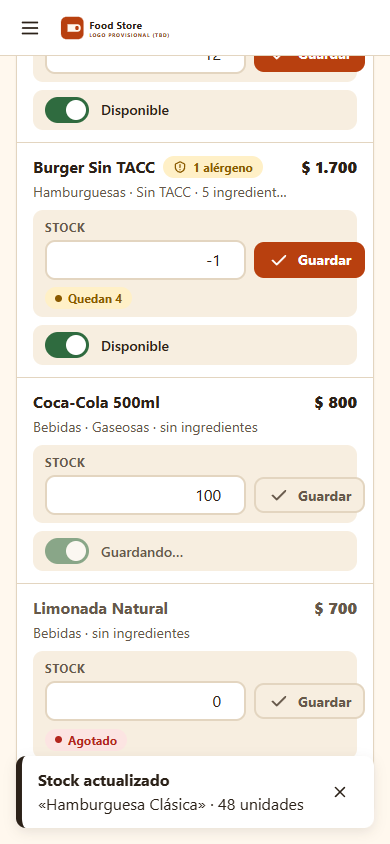 Food Store
LOGO PROVISIONAL (TBD)
12
Guardar
Disponible
Burger Sin TACC
1 alérgeno
$ 1.700
Hamburguesas · Sin TACC · 5 ingredient...
STOCK
-1
Guardar
Quedan 4
Disponible
Coca-Cola 500ml
$ 800
Bebidas · Gaseosas · sin ingredientes
STOCK
100
Guardar
Guardando...
Limonada Natural
$ 700
Bebidas · sin ingredientes
STOCK
0
Guardar
Agotado
Stock actualizado
«Hamburguesa Clásica» · 48 unidades